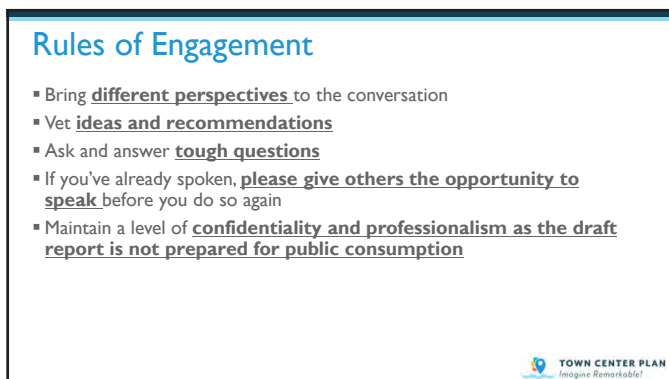 Rules of Engagement
▪ Bring different perspectives to the conversation
▪ Vet ideas and recommendations
▪ Ask and answer tough questions
▪ If you've already spoken, please give others the opportunity to
speak before you do so again
▪ Maintain a level of confidentiality and professionalism as the draft
report is not prepared for public consumption
TOWN CENTER PLAN
Imagine Remarkable!